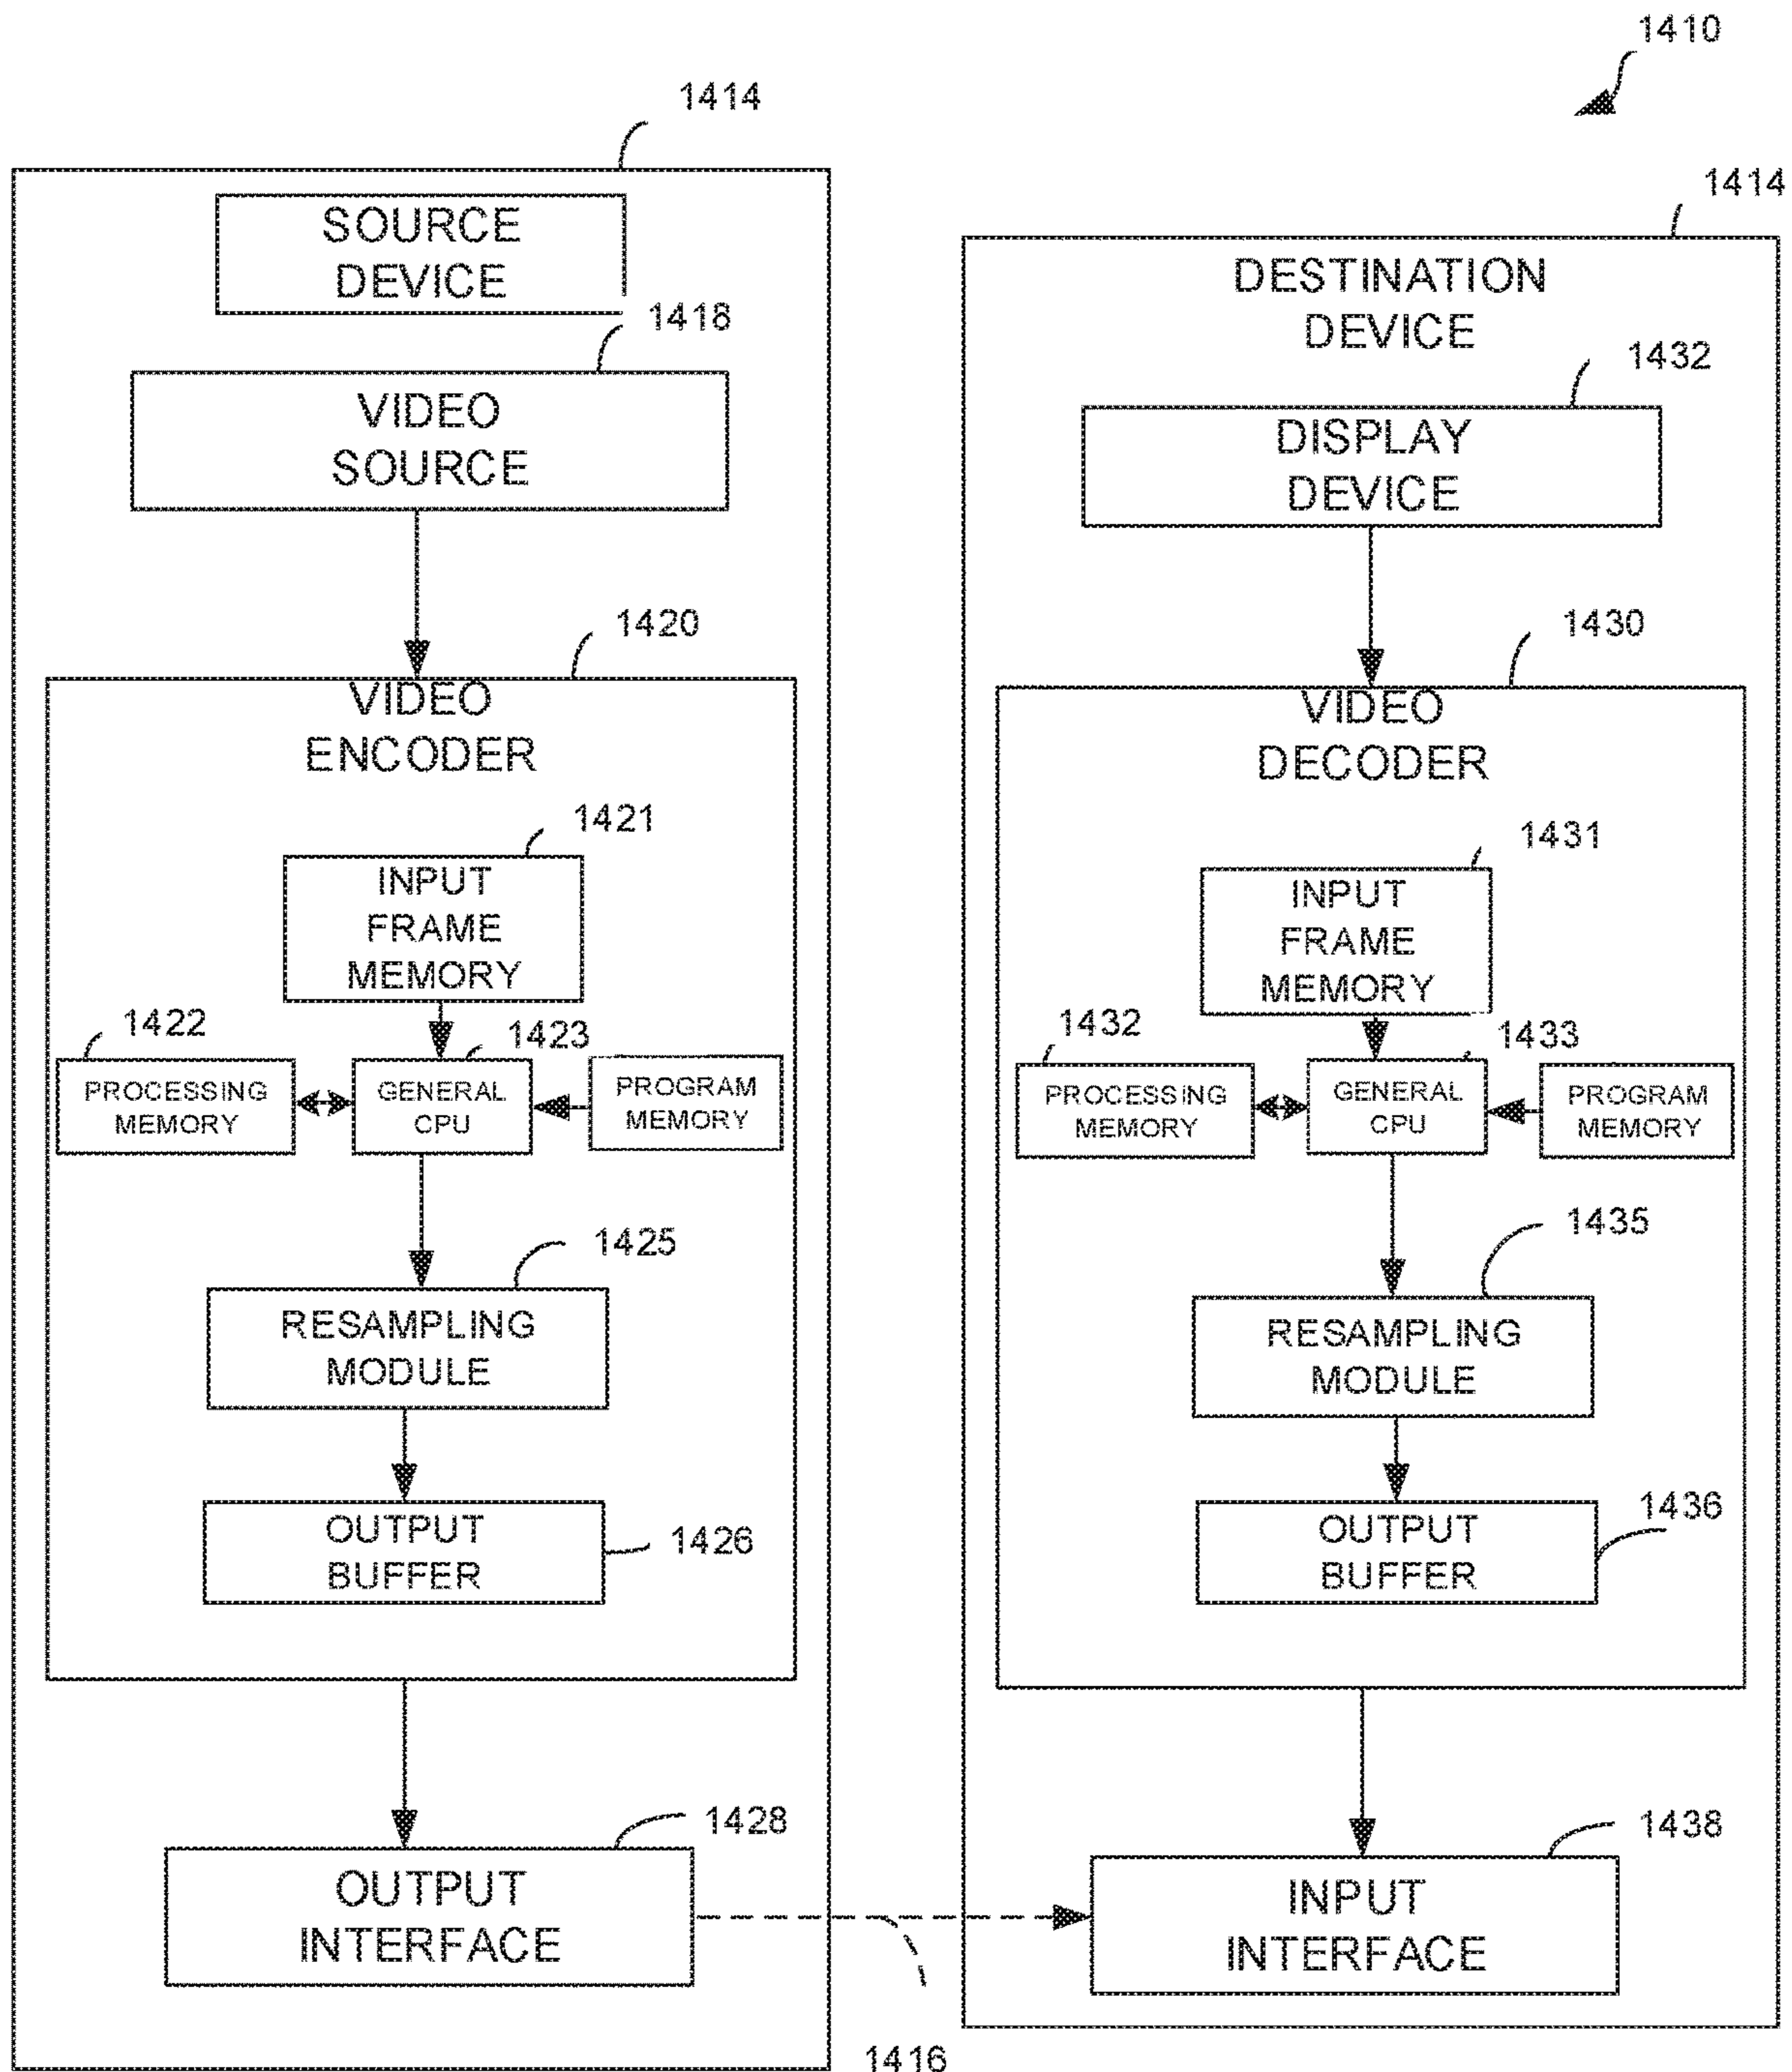 1410
1414
SOURCE
DEVICE
1418
VIDEO
SOURCE
1420
VIDEO
ENCODER
1421
INPUT
FRAME
MEMORY
1422
1423
PROCESSING
MEMORY
GENERAL
CPU
PROGRAM
MEMORY
1425
RESAMPLING
MODULE
OUTPUT
BUFFER
1426
1428
OUTPUT
INTERFACE
1416
1414
DESTINATION
DEVICE
1432
DISPLAY
DEVICE
1430
VIDEO
DECODER
1431
INPUT
FRAME
MEMORY
1432
1433
PROCESSING
MEMORY
GENERAL
CPU
PROGRAM
MEMORY
1435
RESAMPLING
MODULE
1436
OUTPUT
BUFFER
1438
INPUT
INTERFACE